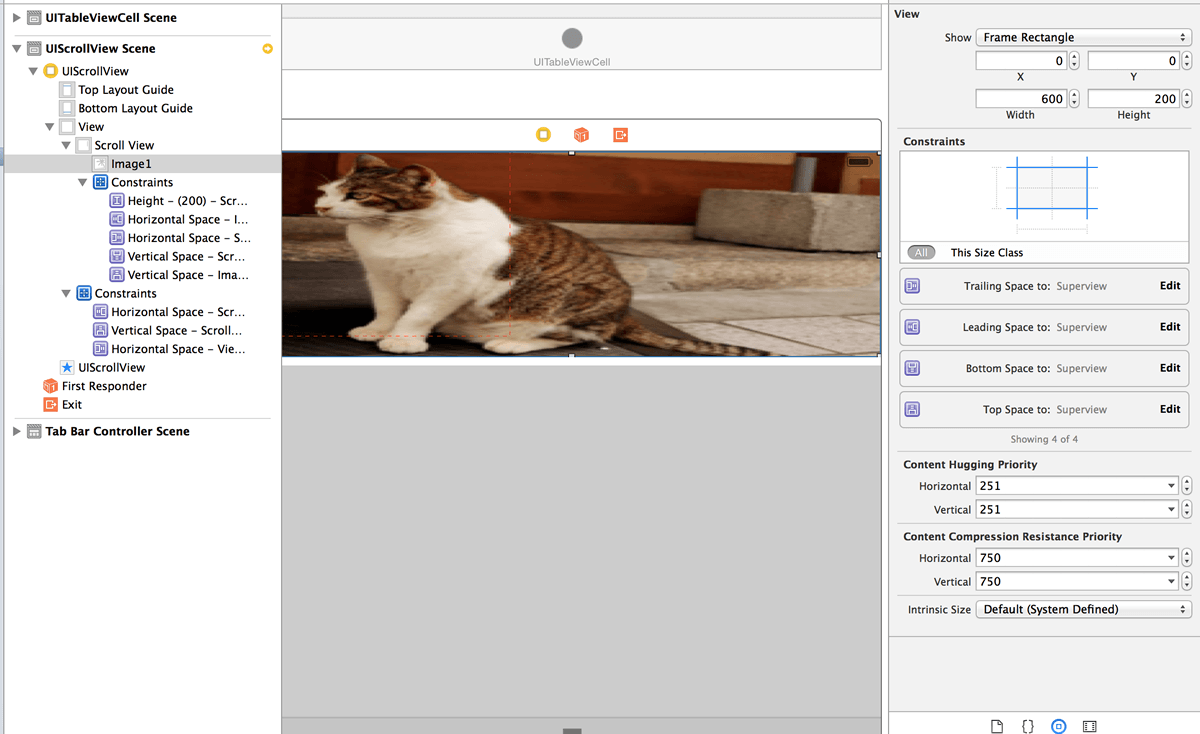 UITableViewCell Scene
UIScrollView Scene
UIScrollView
Top Layout Guide
Bottom Layout Guide
View
Scroll View
Image1
Constraints
Height – (200) – Scr...
Horizontal Space – I...
Horizontal Space – S...
Vertical Space – Scr...
Vertical Space – Ima...
Constraints
Horizontal Space – Scr...
Vertical Space – Scroll...
Horizontal Space – Vie...
UIScrollView
First Responder
Exit
Tab Bar Controller Scene
UITableViewCell
View
Show Frame Rectangle
0 0
X Y
600 200
Width Height
Constraints
All This Size Class
Trailing Space to: Superview Edit
Leading Space to: Superview Edit
Bottom Space to: Superview Edit
Top Space to: Superview Edit
Showing 4 of 4
Content Hugging Priority
Horizontal 251
Vertical 251
Content Compression Resistance Priority
Horizontal 750
Vertical 750
Intrinsic Size Default (System Defined)